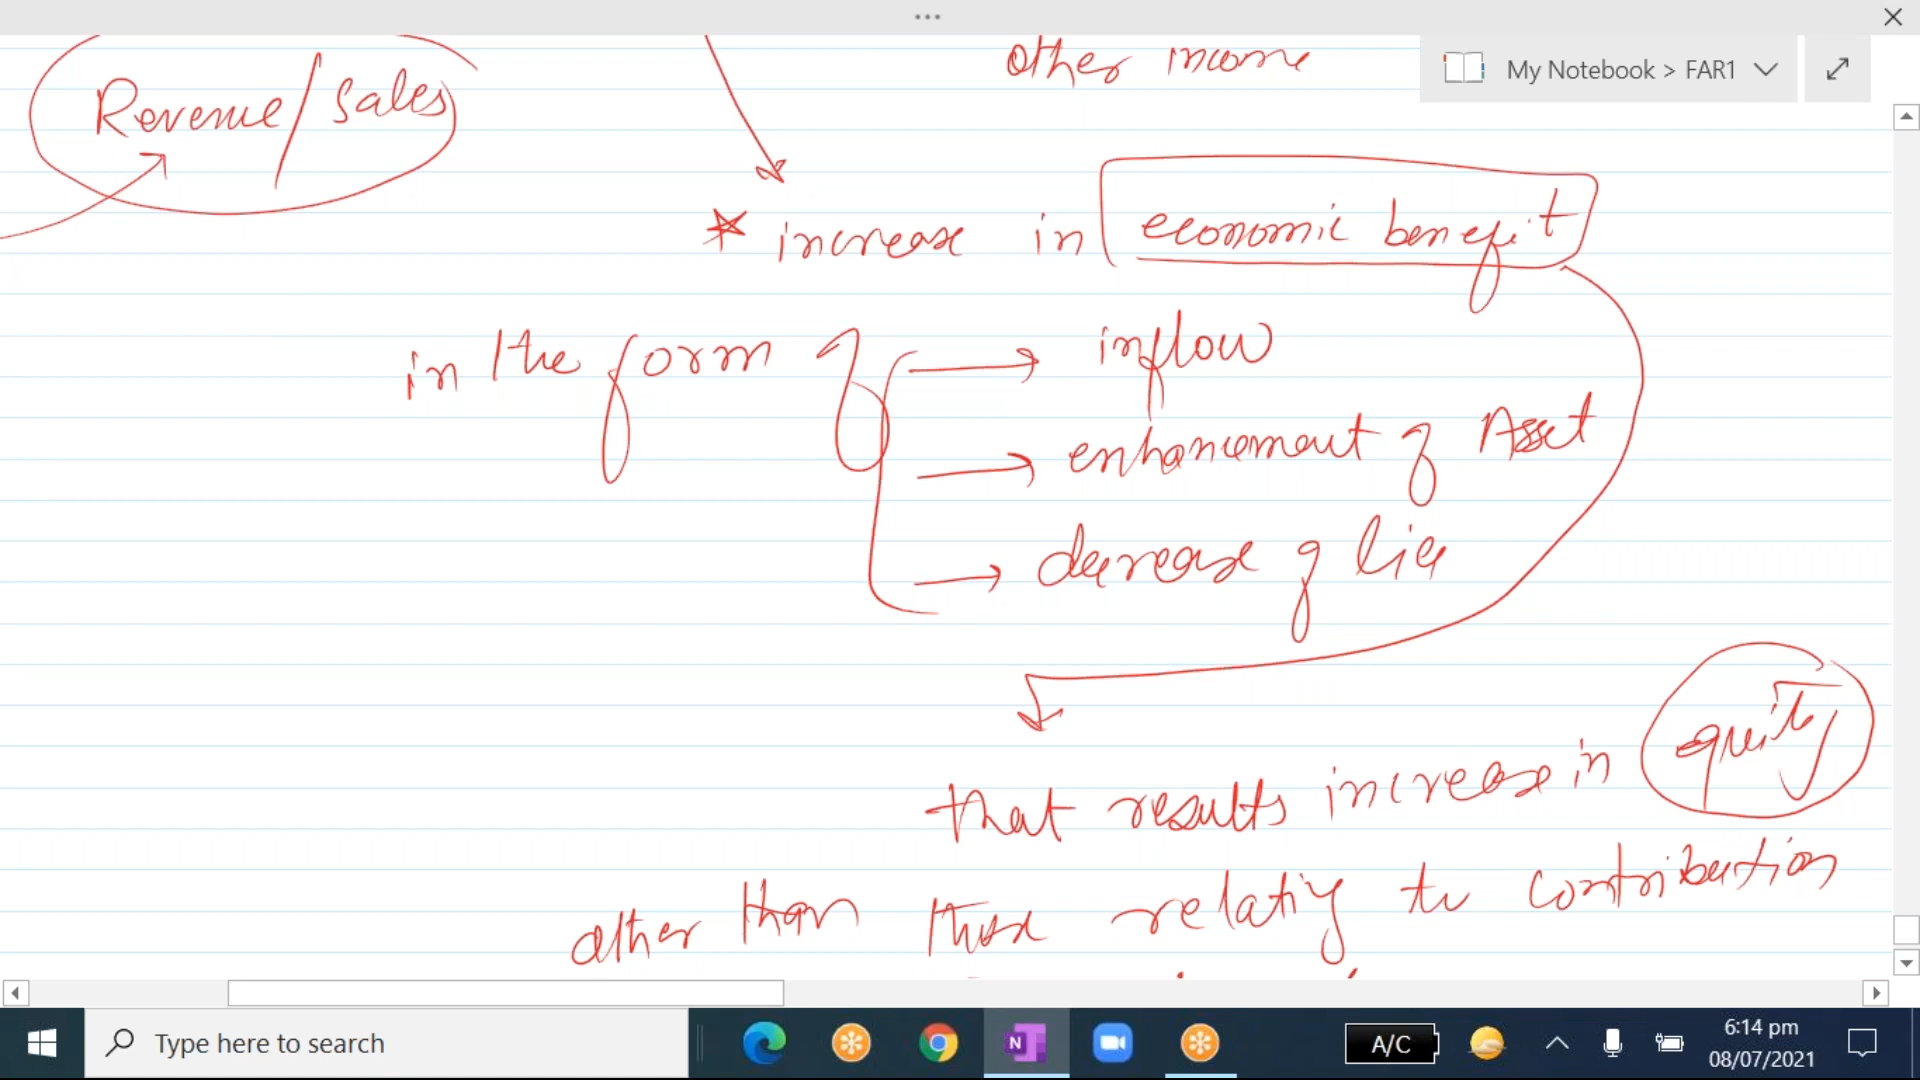 other income
My Notebook > FAR1
Revenue/Sales
* increase in economic benefit
in the form of
→ inflow
→ enhancement of Asset
→ decrease of lia
that results increase in equity
other than those relating to contribution
Type here to search
N
A/C
6:14 pm
08/07/2021